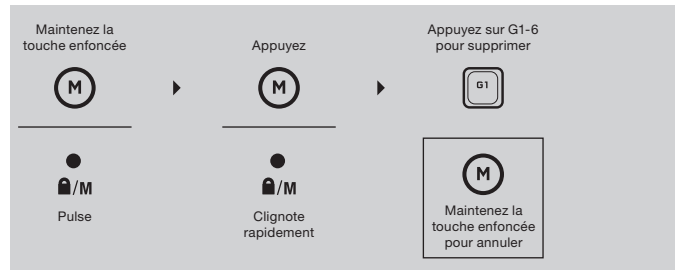 Maintenez la
touche enfoncée
M
/M
Pulse
Appuyez
M
/M
Clignote
rapidement
Appuyez sur G1-6
pour supprimer
G1
M
Maintenez la
touche enfoncée
pour annuler